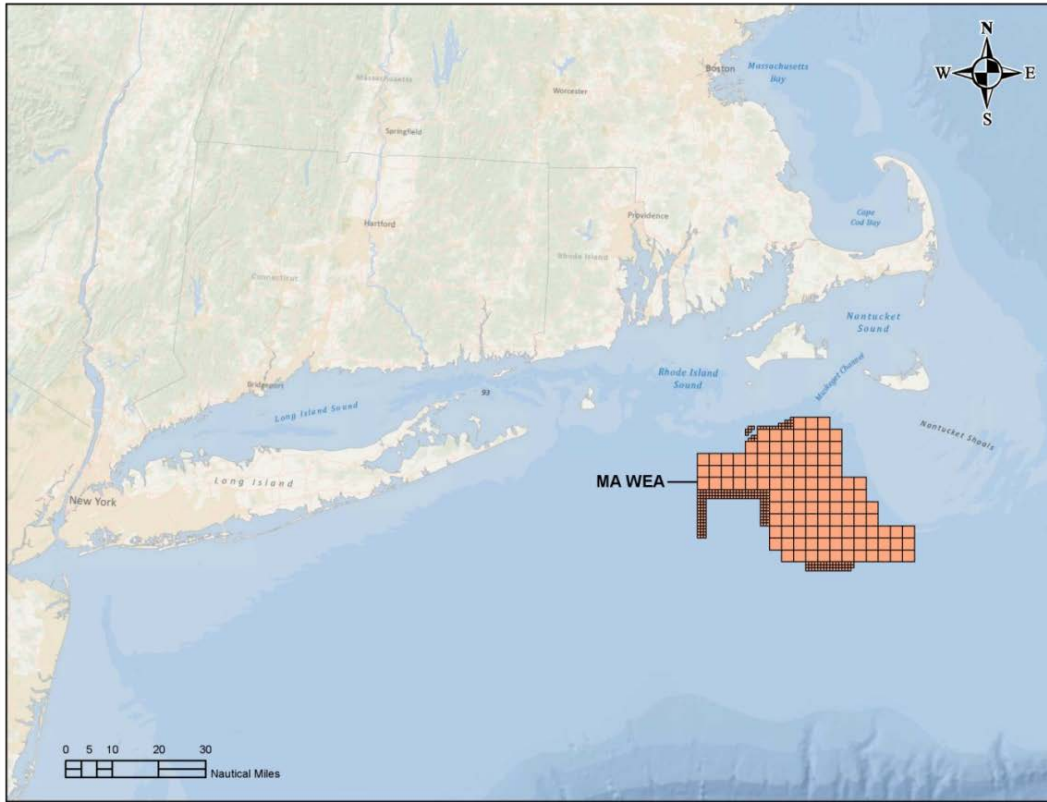 N
W E
S
Boston
Massachusetts
Bay
Massachusetts
Worcester
Springfield
Cape
Cod Bay
Hartford
Providence
Connecticut
Rhode Island
Nantucket
Sound
Rhode Island
Sound
Muskeget Channel
Bridgeport
Long Island Sound
93
Nantucket Shoals
Long Island
MA WEA
New York
0 5 10 20 30
Nautical Miles